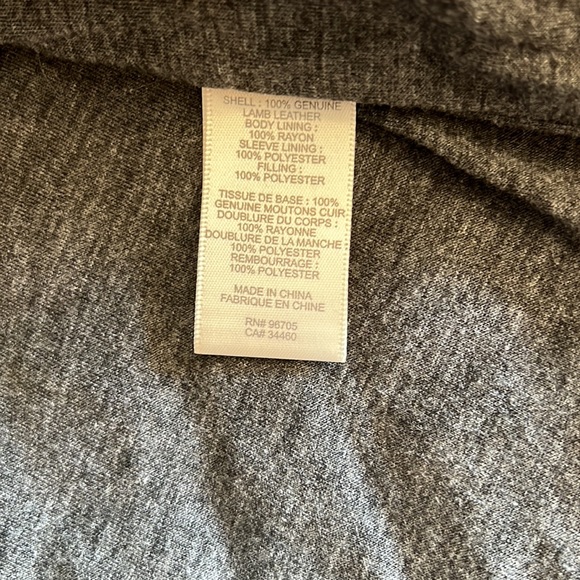 SHELL : 100% GENUINE
LAMB LEATHER
BODY LINING :
100% RAYON
SLEEVE LINING :
100% POLYESTER
FILLING :
100% POLYESTER
TISSUE DE BASE : 100%
GENUINE MOUTONS CUIR
DOUBLURE DU CORPS :
100% RAYONNE
DOUBLURE DE LA MANCHE :
100% POLYESTER
REMBOURRAGE :
100% POLYESTER
MADE IN CHINA
FABRIQUE EN CHINE
RN# 96705
CA# 34460